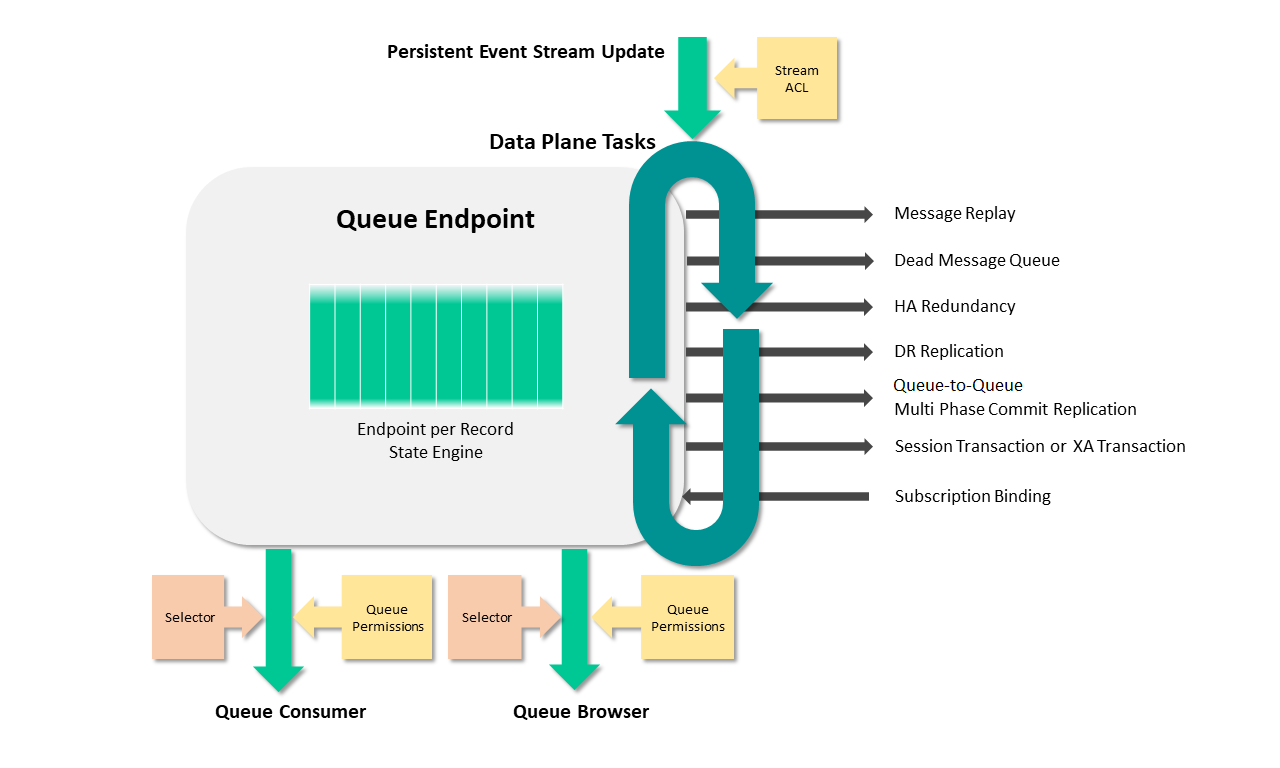 Persistent Event Stream Update
Stream
ACL
Data Plane Tasks
Queue Endpoint
Message Replay
Dead Message Queue
HA Redundancy
DR Replication
Queue-to-Queue
Multi Phase Commit Replication
Session Transaction or XA Transaction
Subscription Binding
Endpoint per Record
State Engine
Selector
Queue
Permissions
Selector
Queue
Permissions
Queue Consumer
Queue Browser